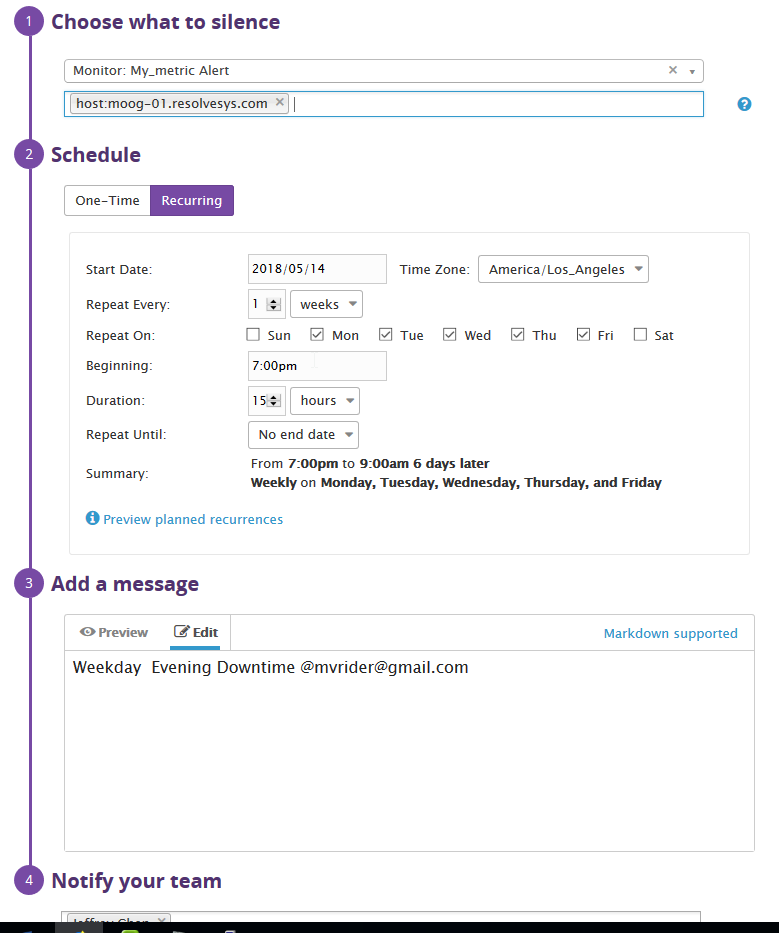 1 Choose what to silence
Monitor: My_metric Alert × ▾
host:moog-01.resolvesys.com × ?
2 Schedule
One-Time Recurring
Start Date: 2018/05/14 Time Zone: America/Los_Angeles
Repeat Every: 1 weeks
Repeat On: Sun Mon Tue Wed Thu Fri Sat
Beginning: 7:00pm
Duration: 15 hours
Repeat Until: No end date
Summary: From 7:00pm to 9:00am 6 days later
Weekly on Monday, Tuesday, Wednesday, Thursday, and Friday
i Preview planned recurrences
3 Add a message
Preview Edit Markdown supported
Weekday  Evening Downtime @mvrider@gmail.com
4 Notify your team